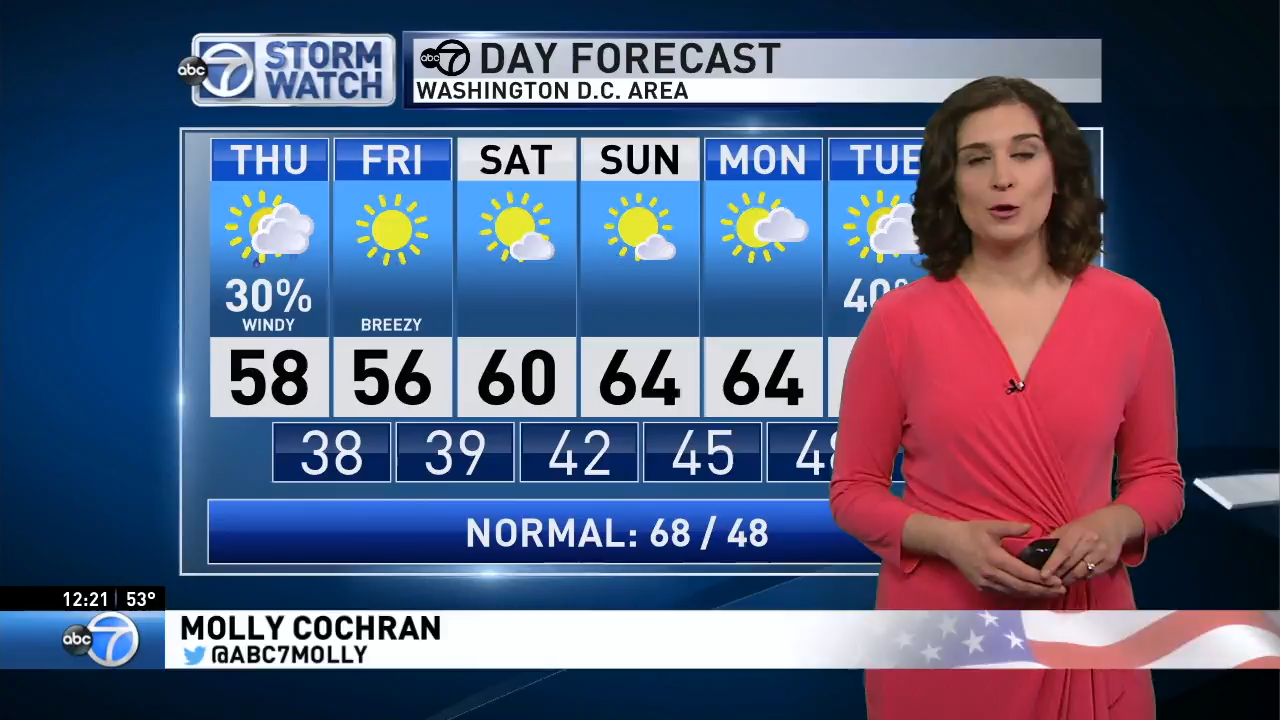 abc 7 STORM WATCH
abc 7 DAY FORECAST
WASHINGTON D.C. AREA
THU FRI SAT SUN MON TUE
30%
WINDY BREEZY
58 56 60 64 64
38 39 42 45
NORMAL: 68 / 48
12:21 53°
abc 7
MOLLY COCHRAN
@ABC7MOLLY